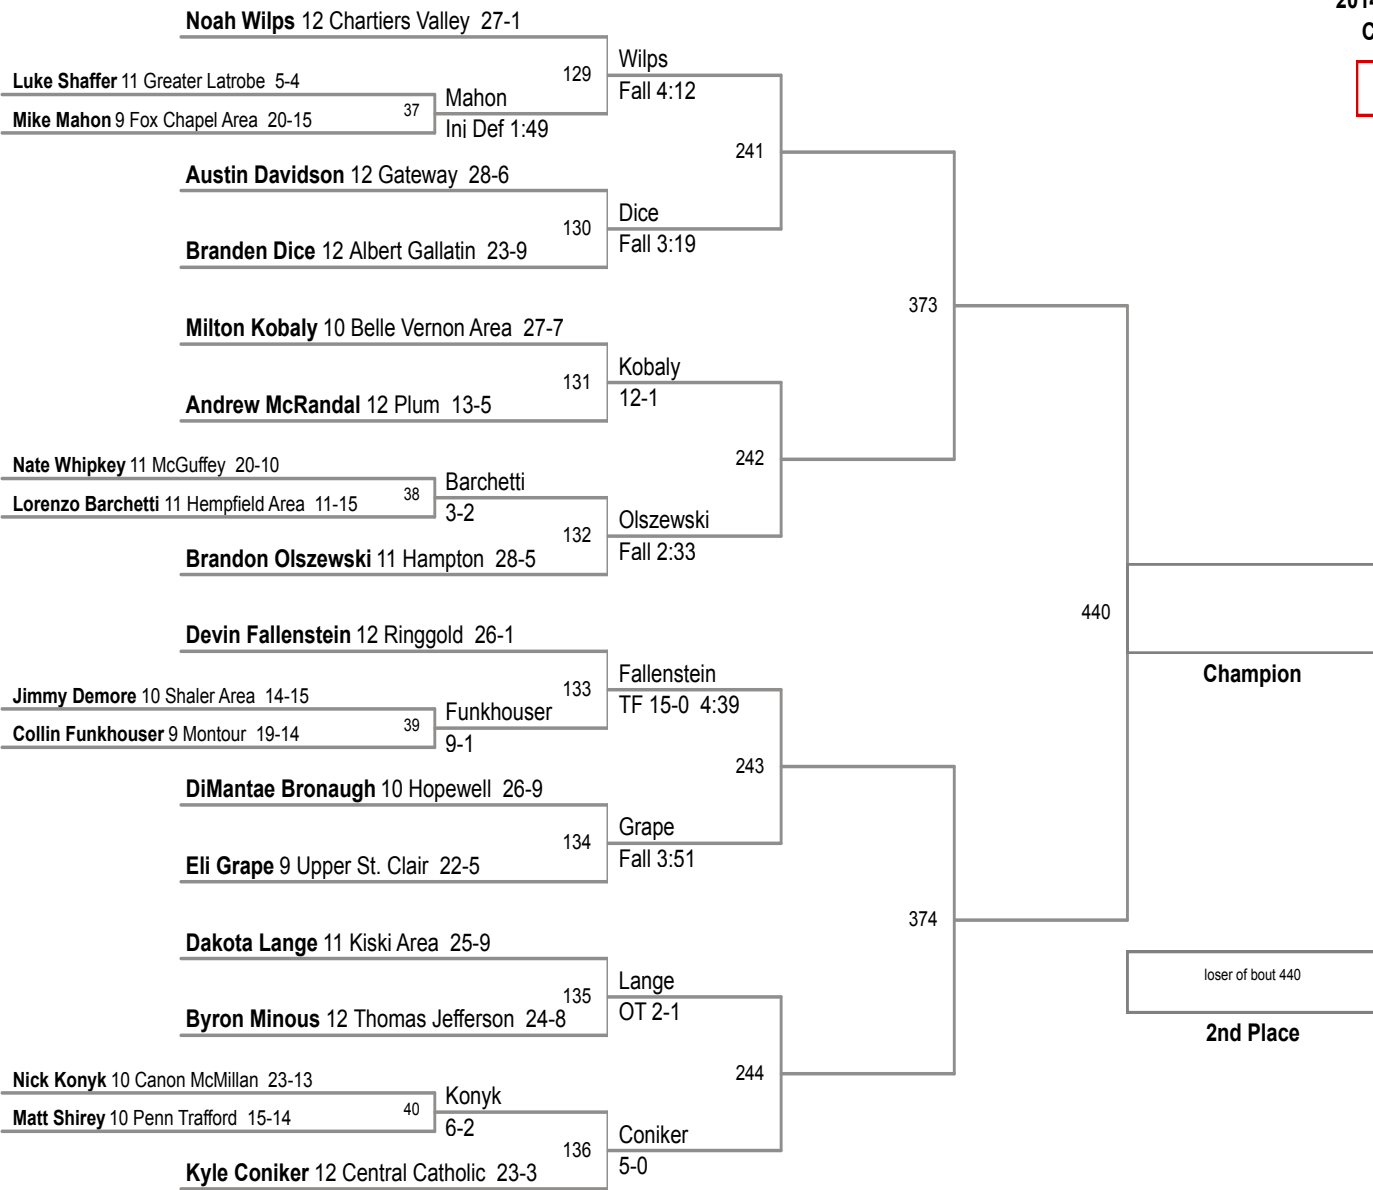 2014
C
Noah Wilps 12 Chartiers Valley 27-1
Luke Shaffer 11 Greater Latrobe 5-4
Mike Mahon 9 Fox Chapel Area 20-15
37
Mahon
Inj Def 1:49
129
Wilps
Fall 4:12
Austin Davidson 12 Gateway 28-6
Branden Dice 12 Albert Gallatin 23-9
130
Dice
Fall 3:19
241
Milton Kobaly 10 Belle Vernon Area 27-7
Andrew McRandal 12 Plum 13-5
131
Kobaly
12-1
Nate Whipkey 11 McGuffey 20-10
Lorenzo Barchetti 11 Hempfield Area 11-15
38
Barchetti
3-2
Brandon Olszewski 11 Hampton 28-5
132
Olszewski
Fall 2:33
242
373
Devin Fallenstein 12 Ringgold 26-1
Jimmy Demore 10 Shaler Area 14-15
Collin Funkhouser 9 Montour 19-14
39
Funkhouser
9-1
133
Fallenstein
TF 15-0 4:39
DiMantae Bronaugh 10 Hopewell 26-9
Eli Grape 9 Upper St. Clair 22-5
134
Grape
Fall 3:51
243
Dakota Lange 11 Kiski Area 25-9
Byron Minous 12 Thomas Jefferson 24-8
135
Lange
OT 2-1
Nick Konyk 10 Canon McMillan 23-13
Matt Shirey 10 Penn Trafford 15-14
40
Konyk
6-2
Kyle Coniker 12 Central Catholic 23-3
136
Coniker
5-0
244
374
440
Champion
loser of bout 440
2nd Place